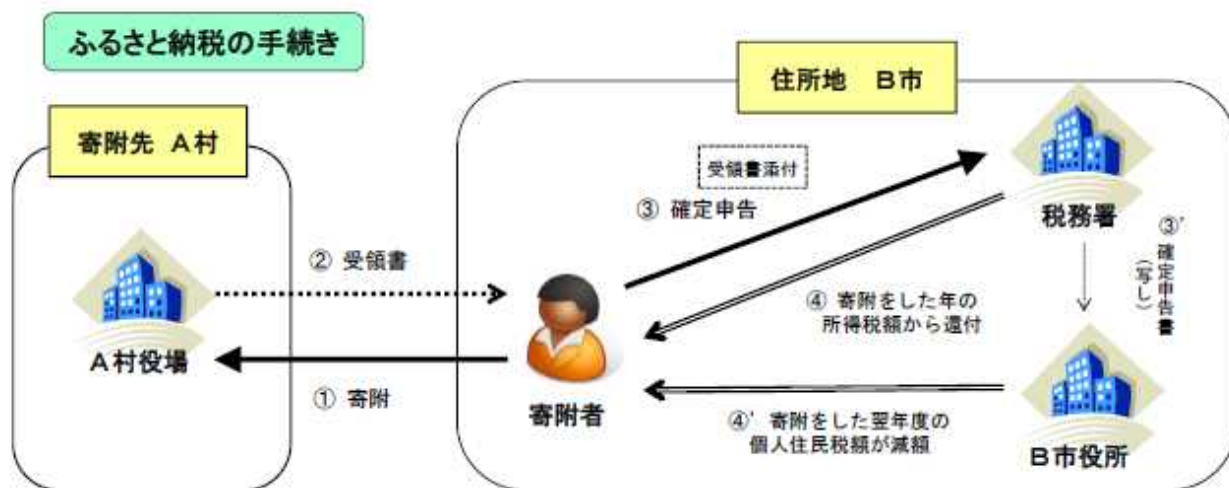 ふるさと納税の手続き
寄附先 A村
A村役場
② 受領書
① 寄附
住所地 B市
寄附者
受領書添付
③ 確定申告
税務署
③' 確定申告書
(写し)
④ 寄附をした年の
所得税額から還付
④' 寄附をした翌年度の
個人住民税額が減額
B市役所